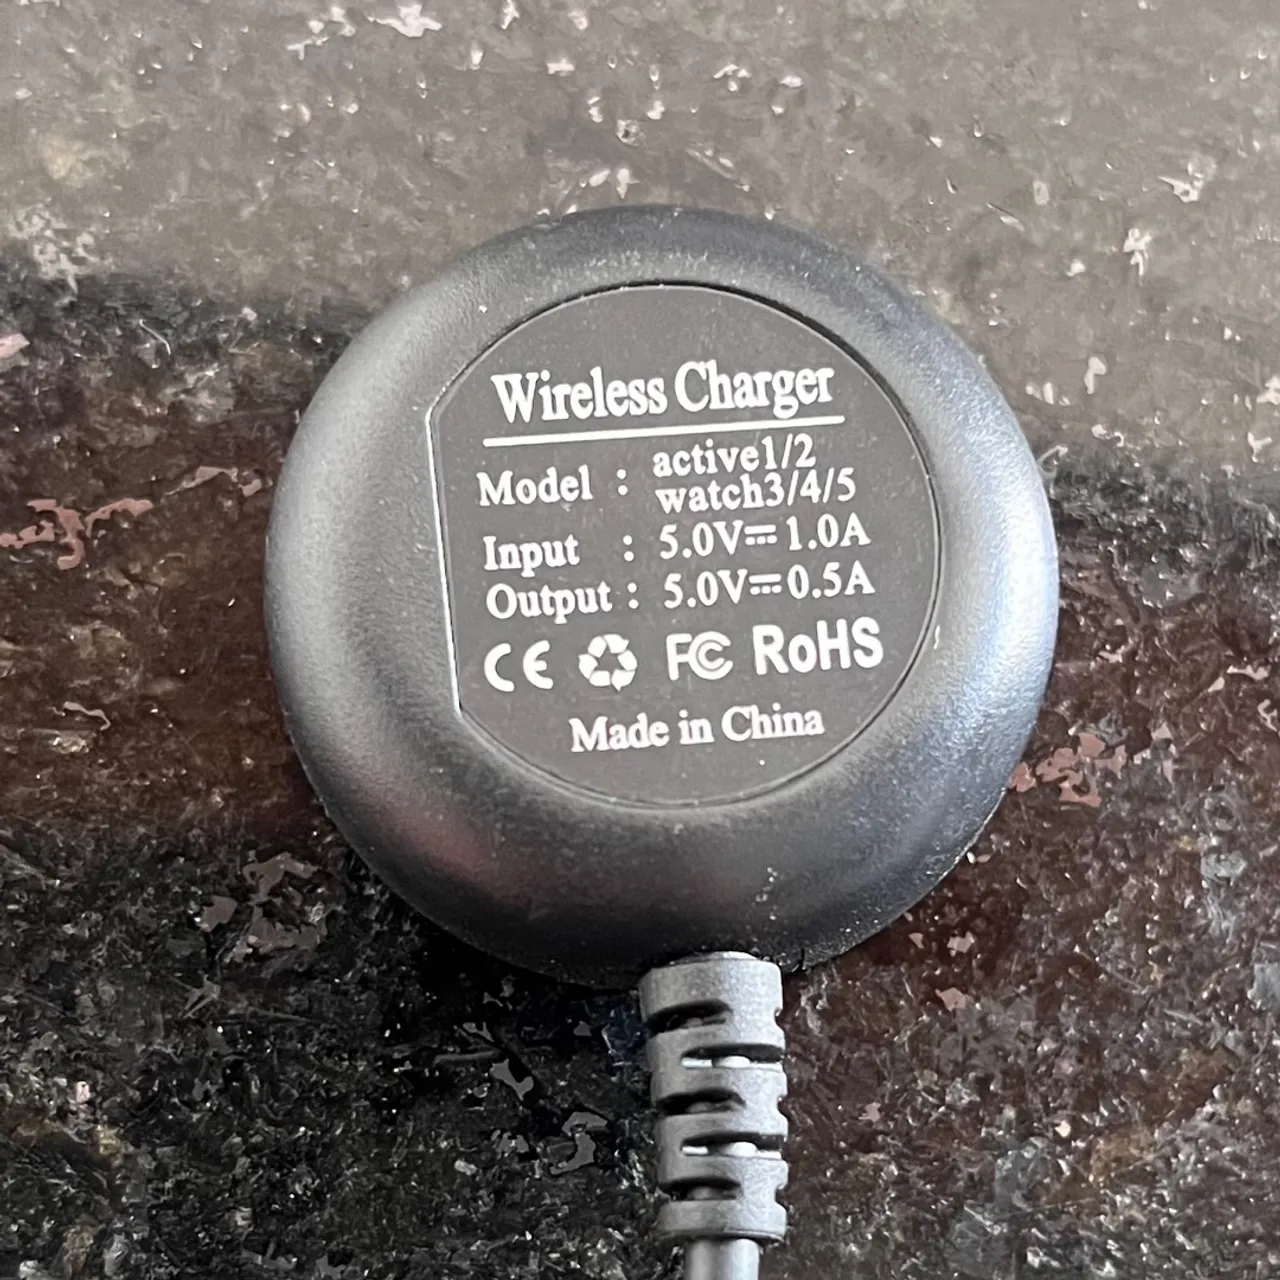 Wireless Charger
Model : active1/2
watch3/4/5
Input : 5.0V⎓1.0A
Output : 5.0V⎓0.5A
CE FC RoHS
Made in China